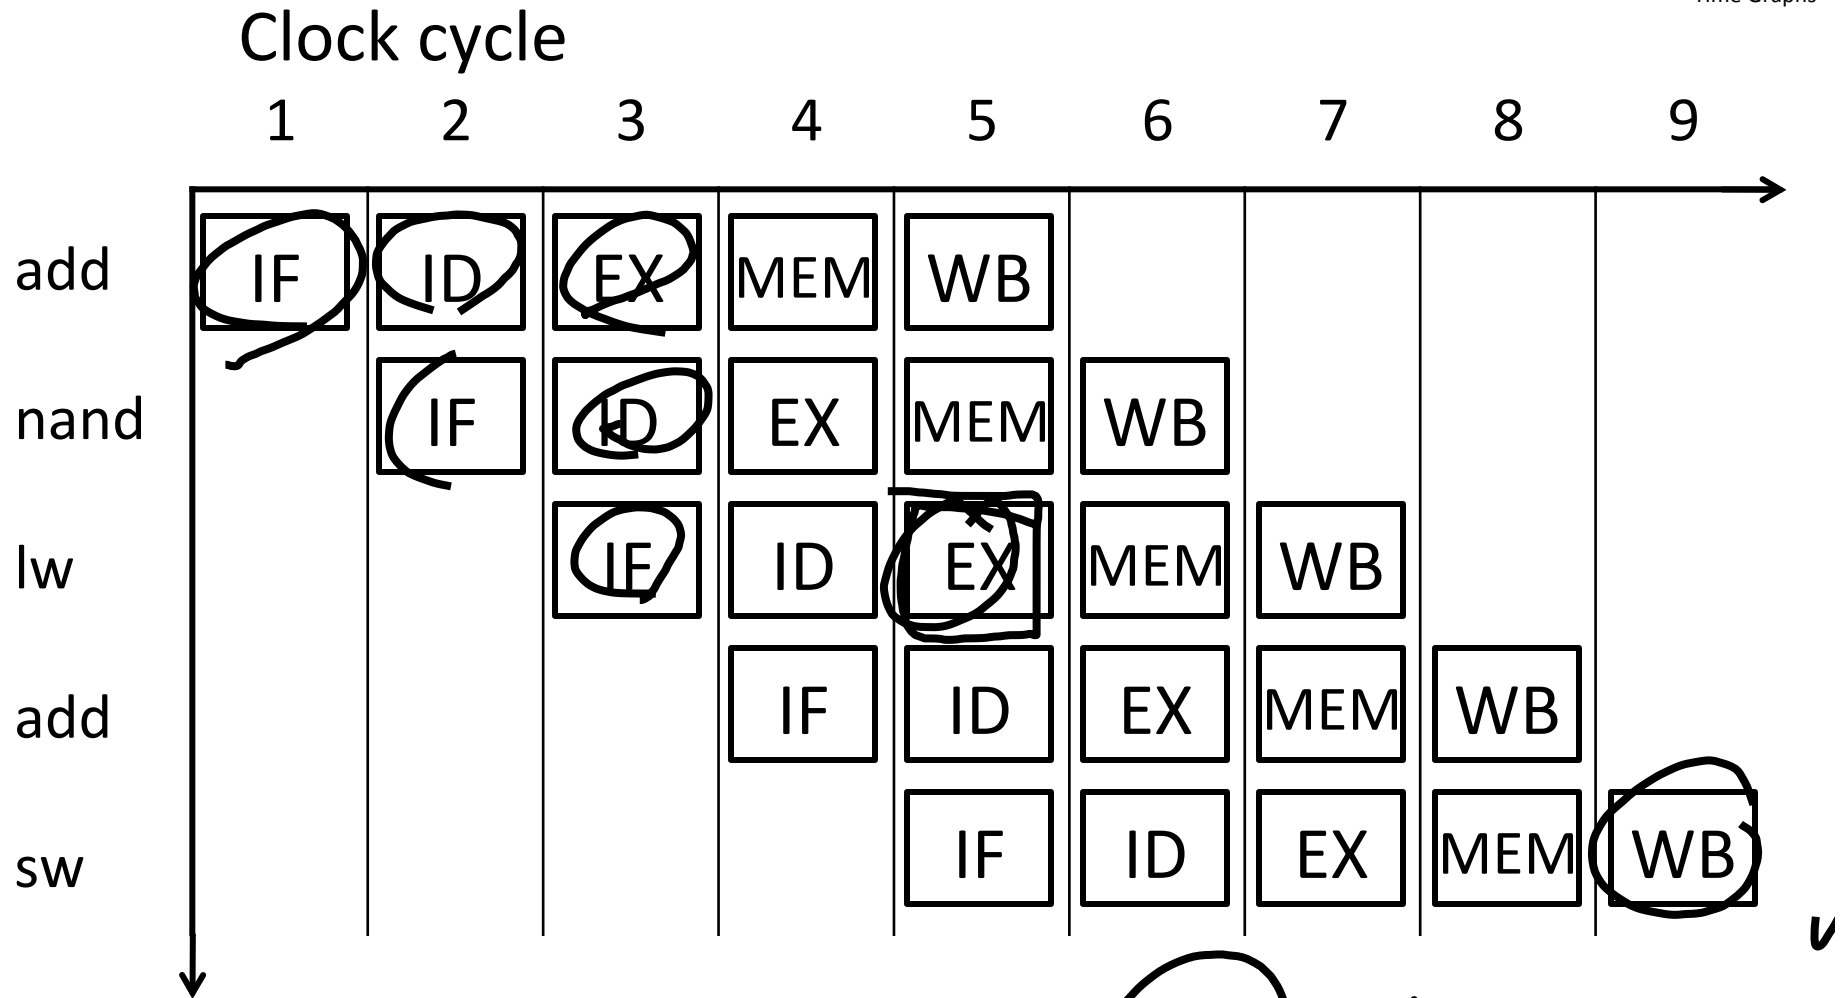 Time Graphs
Clock cycle
1 2 3 4 5 6 7 8 9
add IF ID EX MEM WB
nand IF ID EX MEM WB
lw IF ID EX MEM WB
add IF ID EX MEM WB
sw IF ID EX MEM WB